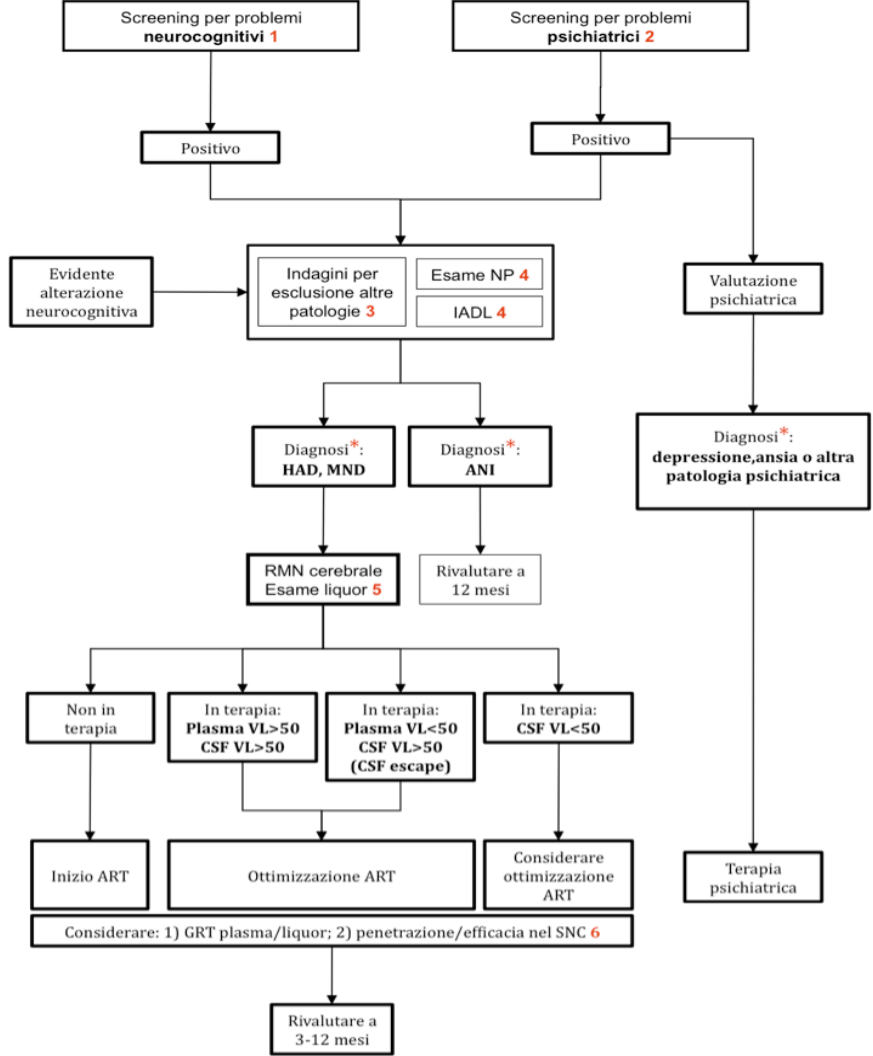 Screening per problemi
neurocognitivi 1
Screening per problemi
psichiatrici 2
Positivo
Positivo
Evidente
alterazione
neurocognitiva
Indagini per
esclusione altre
patologie 3
Esame NP 4
IADL 4
Valutazione
psichiatrica
Diagnosi*:
HAD, MND
Diagnosi*:
ANI
Diagnosi*:
depressione,ansia o altra
patologia psichiatrica
RMN cerebrale
Esame liquor 5
Rivalutare a
12 mesi
Non in
terapia
In terapia:
Plasma VL>50
CSF VL>50
In terapia:
Plasma VL<50
CSF VL>50
(CSF escape)
In terapia:
CSF VL<50
Inizio ART
Ottimizzazione ART
Considerare
ottimizzazione
ART
Terapia
psichiatrica
Considerare: 1) GRT plasma/liquor; 2) penetrazione/efficacia nel SNC 6
Rivalutare a
3-12 mesi